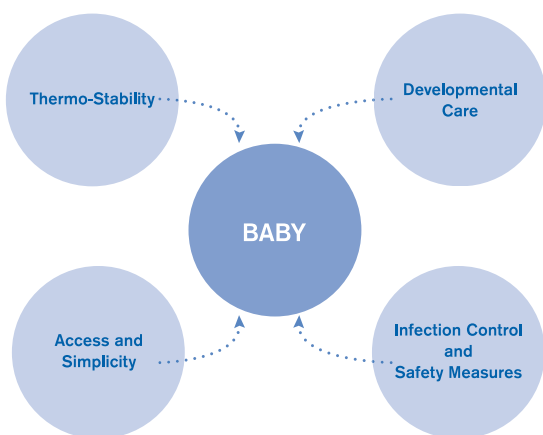 Thermo-Stability
Developmental
Care
BABY
Access and
Simplicity
Infection Control
and
Safety Measures